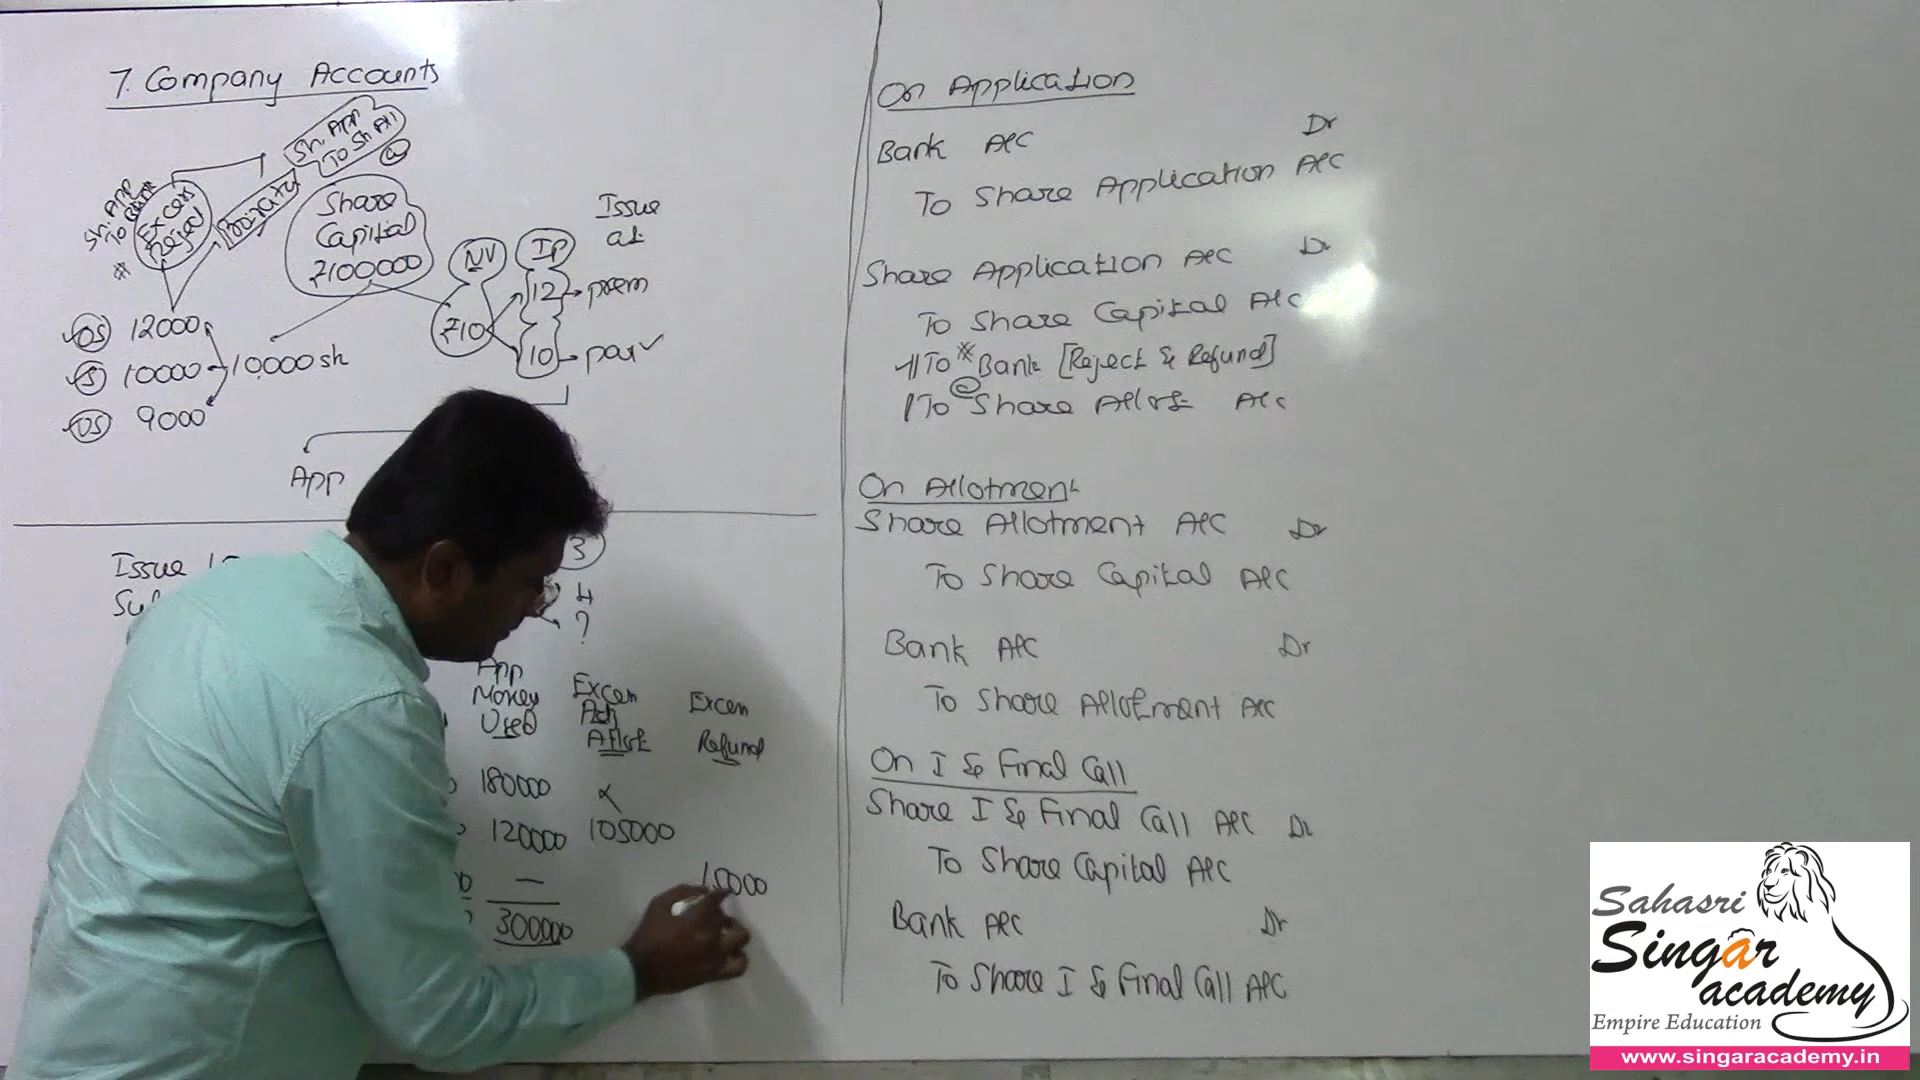 7. Company Accounts
Sh. App
To Sh All
@
Sh. App
To Bank
*
Excess
Reject
Pro-rata
Share
Capital
₹100000
NV
IP
Issue
at
12
prem
₹10
10
par
OS 12000
S 10000
10000 sh
US 9000
App
Issue
3
4
?
App
Money
Used
Excess
Adj
Allot
Excess
Refund
180000
120000 105000
—
15000
300000
On Application
Bank A/C Dr
To Share Application A/C
Share Application A/C Dr
To Share Capital A/C
To * Bank [Reject & Refund]
To @ Share Allot A/c
On Allotment
Share Allotment A/C Dr
To Share Capital A/C
Bank A/C Dr
To Share Allotment A/C
On I & Final Call
Share I & Final Call A/C Dr
To Share Capital A/C
Bank A/C Dr
To Share I & Final Call A/C
Sahasri
Singar
academy
Empire Education
www.singaracademy.in